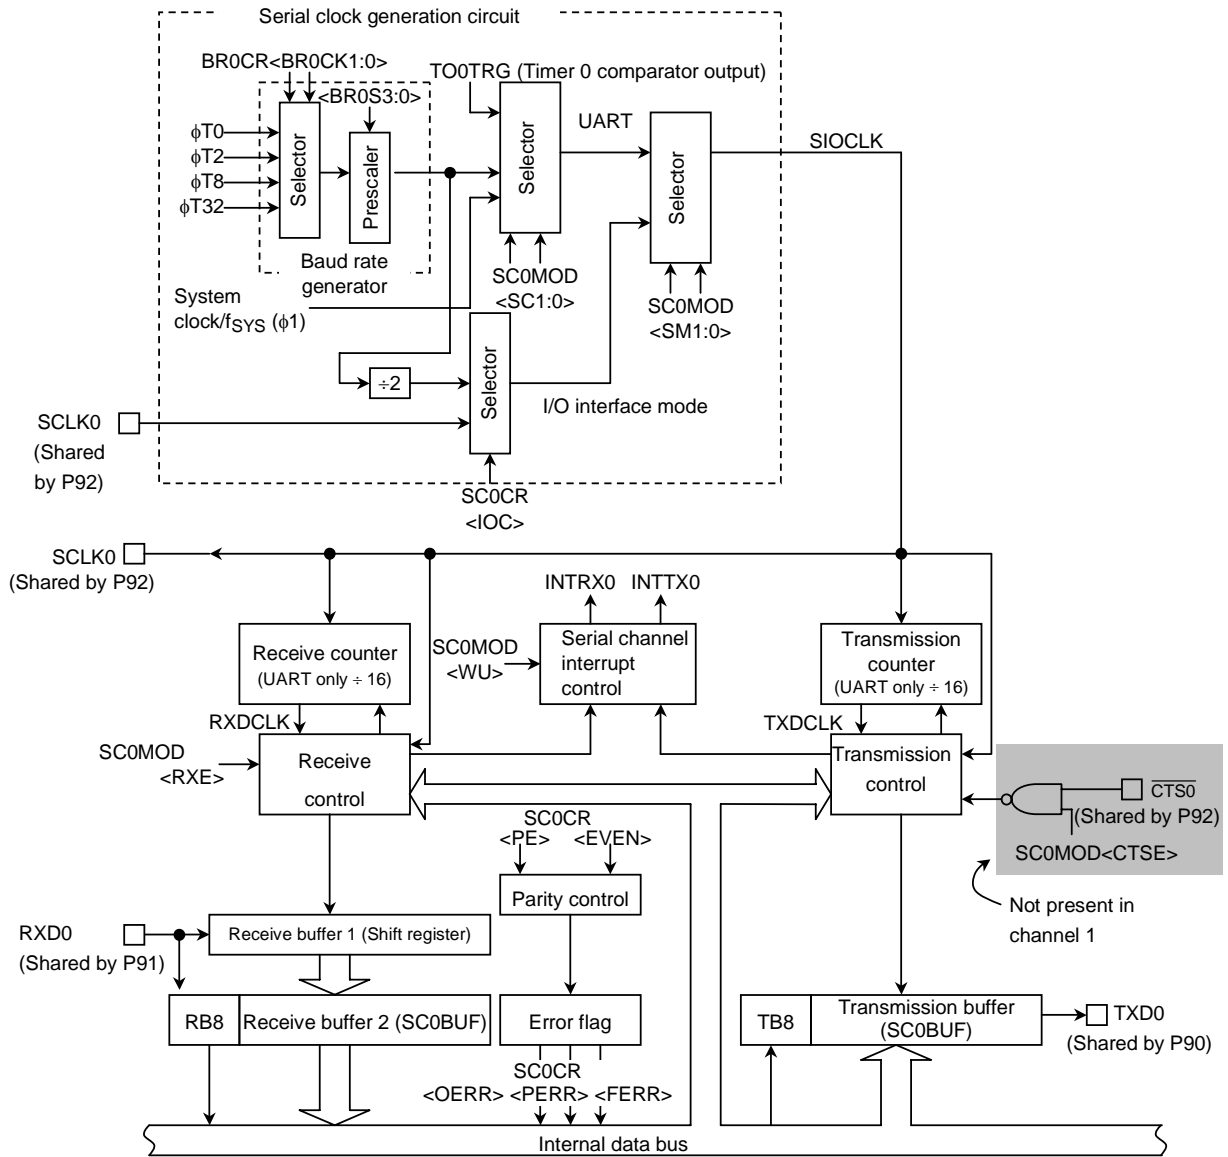 Serial clock generation circuit
BR0CR<BR0CK1:0>
<BR0S3:0>
TO0TRG (Timer 0 comparator output)
UART
SIOCLK
φT0
φT2
φT8
φT32
Selector
Prescaler
Selector
Selector
Baud rate
generator
SC0MOD
<SC1:0>
SC0MOD
<SM1:0>
System
clock/fSYS (φ1)
÷2
Selector
I/O interface mode
SCLK0
(Shared
by P92)
SC0CR
<IOC>
SCLK0
(Shared by P92)
INTRX0 INTTX0
Receive counter
(UART only ÷ 16)
SC0MOD
<WU>
Serial channel
interrupt
control
Transmission
counter
(UART only ÷ 16)
RXDCLK
TXDCLK
SC0MOD
<RXE>
Receive
control
Transmission
control
CTS0
(Shared by P92)
SC0MOD<CTSE>
SC0CR
<PE> <EVEN>
Parity control
Not present in
channel 1
RXD0
(Shared by P91)
Receive buffer 1 (Shift register)
RB8
Receive buffer 2 (SC0BUF)
Error flag
TB8
Transmission buffer
(SC0BUF)
TXD0
(Shared by P90)
SC0CR
<OERR> <PERR> <FERR>
Internal data bus